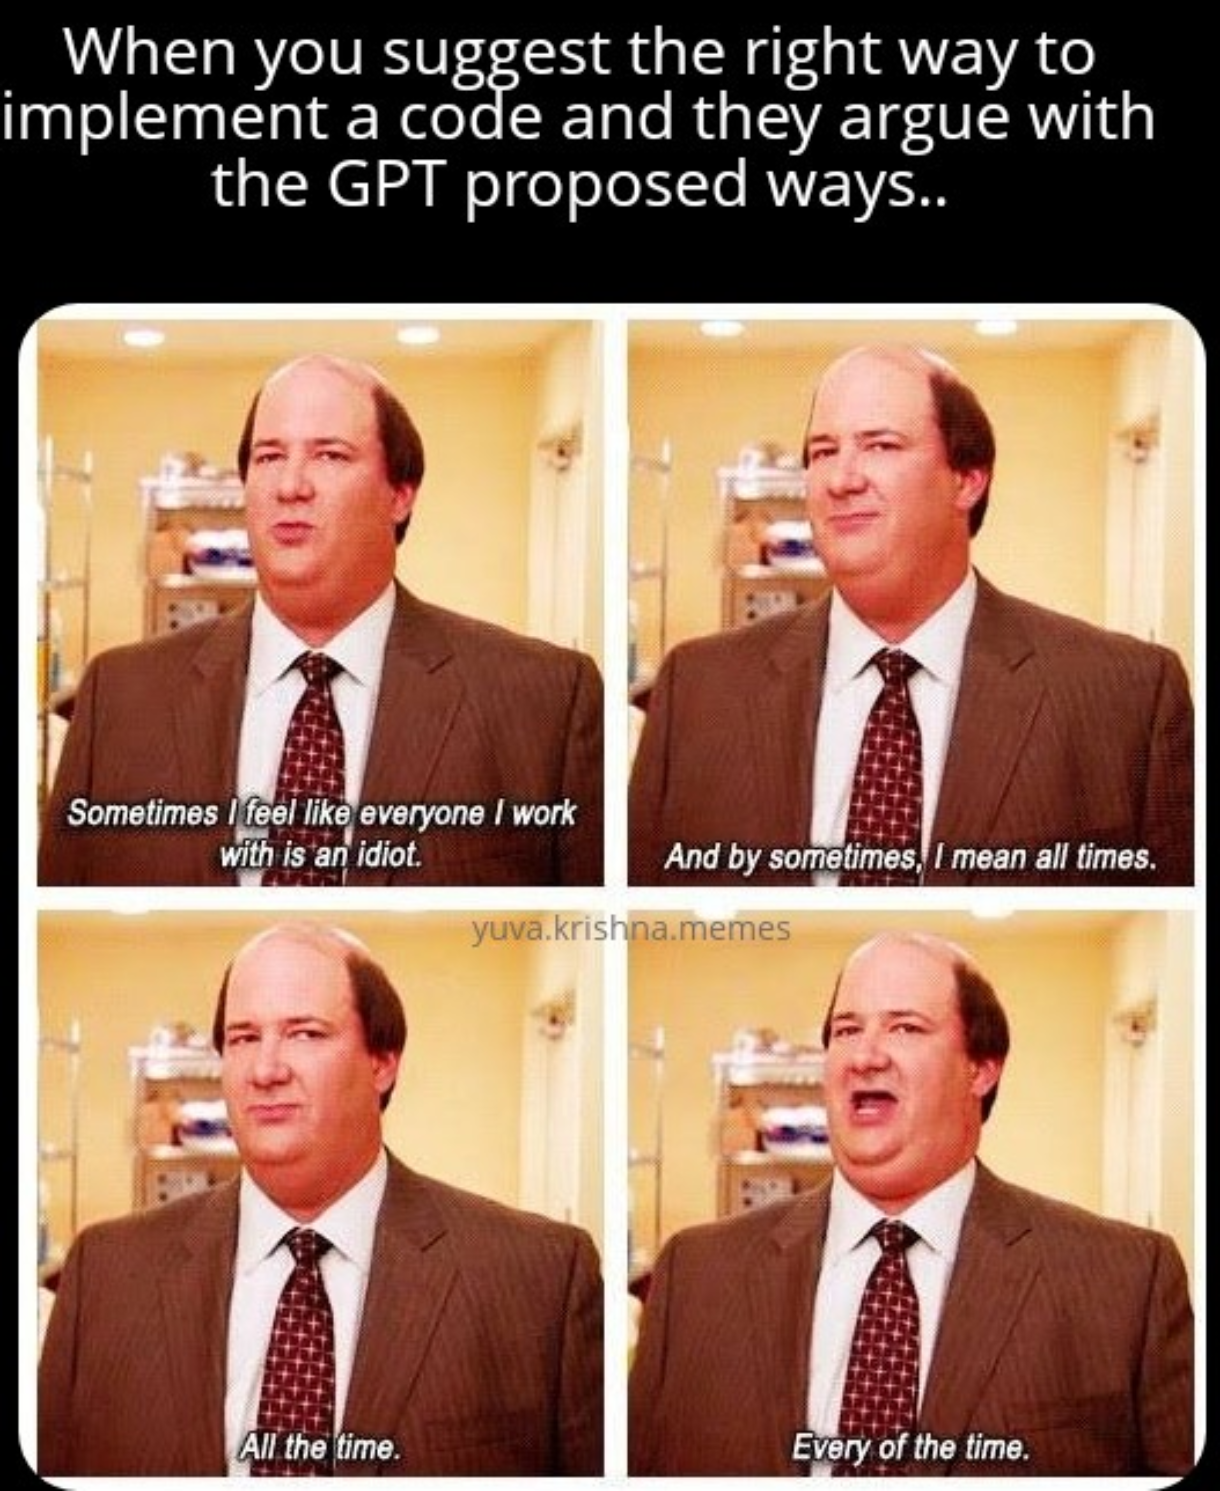 When you suggest the right way to
implement a code and they argue with
the GPT proposed ways..
Sometimes I feel like everyone I work
with is an idiot.
And by sometimes, I mean all times.
yuva.krishna.memes
All the time.
Every of the time.